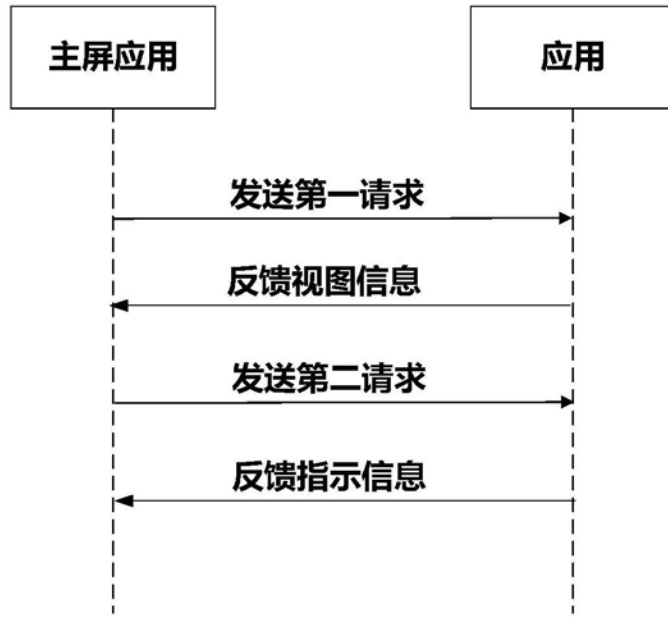 主屏应用
应用
发送第一请求
反馈视图信息
发送第二请求
反馈指示信息